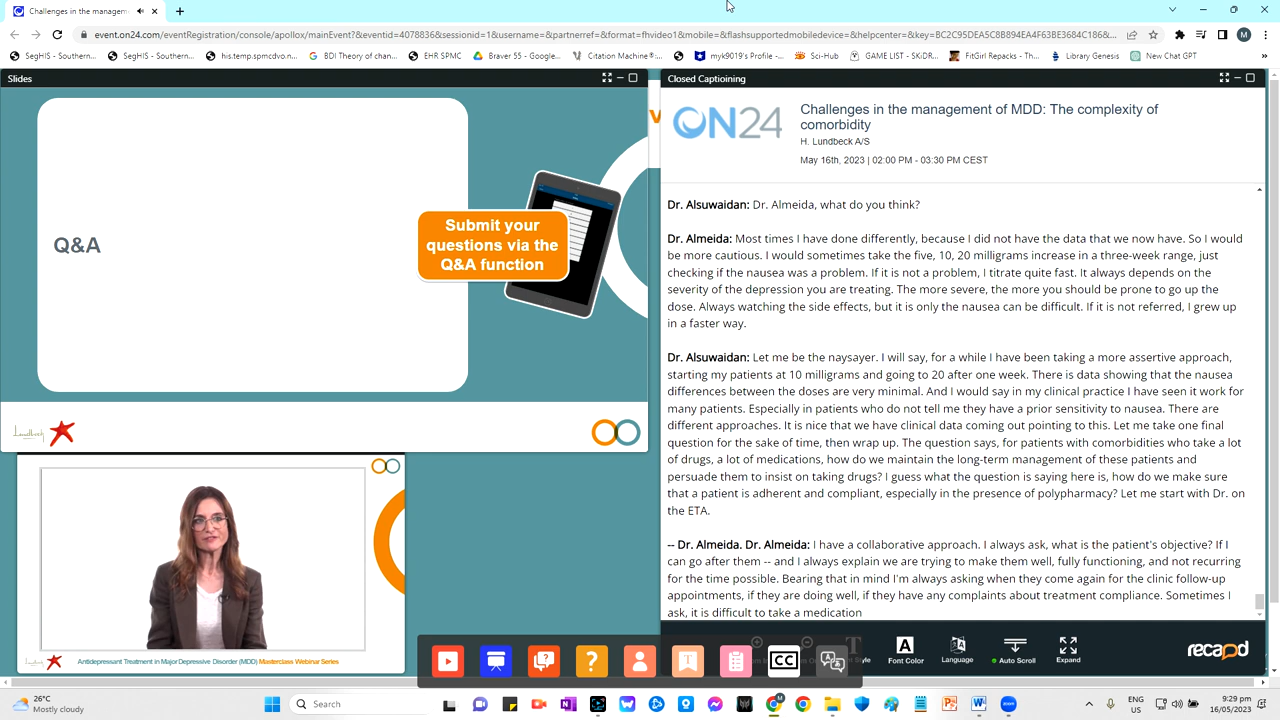 Challenges in the managem
event.on24.com/eventRegistration/console/apollox/mainEvent?&eventid=4078836&sessionid=1&username=&partnerref=&format=fhvideo1&mobile=&flashsupportedmobiledevice=&helpcenter=&key=BC2C95DEA5C8B894EA4F63BE3684C186&...
M
SegHIS - Southern...
SegHIS - Southern...
his.temp.spmcdvo.n...
BDI Theory of chan...
EHR SPMC
Braver 55 - Google...
Citation Machine®...
myk9019's Profile -...
Sci-Hub
GAME LIST - SKiDR...
FitGirl Repacks - Th...
Library Genesis
New Chat GPT
»
Slides
Q&A
Submit your
questions via the
Q&A function
Lundbeck
Antidepressant Treatment in Major Depressive Disorder (MDD) Masterclass Webinar Series
Closed Captioining
ON24
Challenges in the management of MDD: The complexity of
comorbidity
H. Lundbeck A/S
May 16th, 2023 | 02:00 PM - 03:30 PM CEST
Dr. Alsuwaidan: Dr. Almeida, what do you think?
Dr. Almeida: Most times I have done differently, because I did not have the data that we now have. So I would
be more cautious. I would sometimes take the five, 10, 20 milligrams increase in a three-week range, just
checking if the nausea was a problem. If it is not a problem, I titrate quite fast. It always depends on the
severity of the depression you are treating. The more severe, the more you should be prone to go up the
dose. Always watching the side effects, but it is only the nausea can be difficult. If it is not referred, I grew up
in a faster way.
Dr. Alsuwaidan: Let me be the naysayer. I will say, for a while I have been taking a more assertive approach,
starting my patients at 10 milligrams and going to 20 after one week. There is data showing that the nausea
differences between the doses are very minimal. And I would say in my clinical practice I have seen it work for
many patients. Especially in patients who do not tell me they have a prior sensitivity to nausea. There are
different approaches. It is nice that we have clinical data coming out pointing to this. Let me take one final
question for the sake of time, then wrap up. The question says, for patients with comorbidities who take a lot
of drugs, a lot of medications, how do we maintain the long-term management of these patients and
persuade them to insist on taking drugs? I guess what the question is saying here is, how do we make sure
that a patient is adherent and compliant, especially in the presence of polypharmacy? Let me start with Dr. on
the ETA.
-- Dr. Almeida. Dr. Almeida: I have a collaborative approach. I always ask, what is the patient's objective? If I
can go after them -- and I always explain we are trying to make them well, fully functioning, and not recurring
for the time possible. Bearing that in mind I'm always asking when they come again for the clinic follow-up
appointments, if they are doing well, if they have any complaints about treatment compliance. Sometimes I
ask, it is difficult to take a medication
Style
A
Font Color
Language
Auto Scroll
Expand
recapd
?
CC
26°C
Mostly cloudy
Search
ENG
US
9:29 pm
16/05/2023